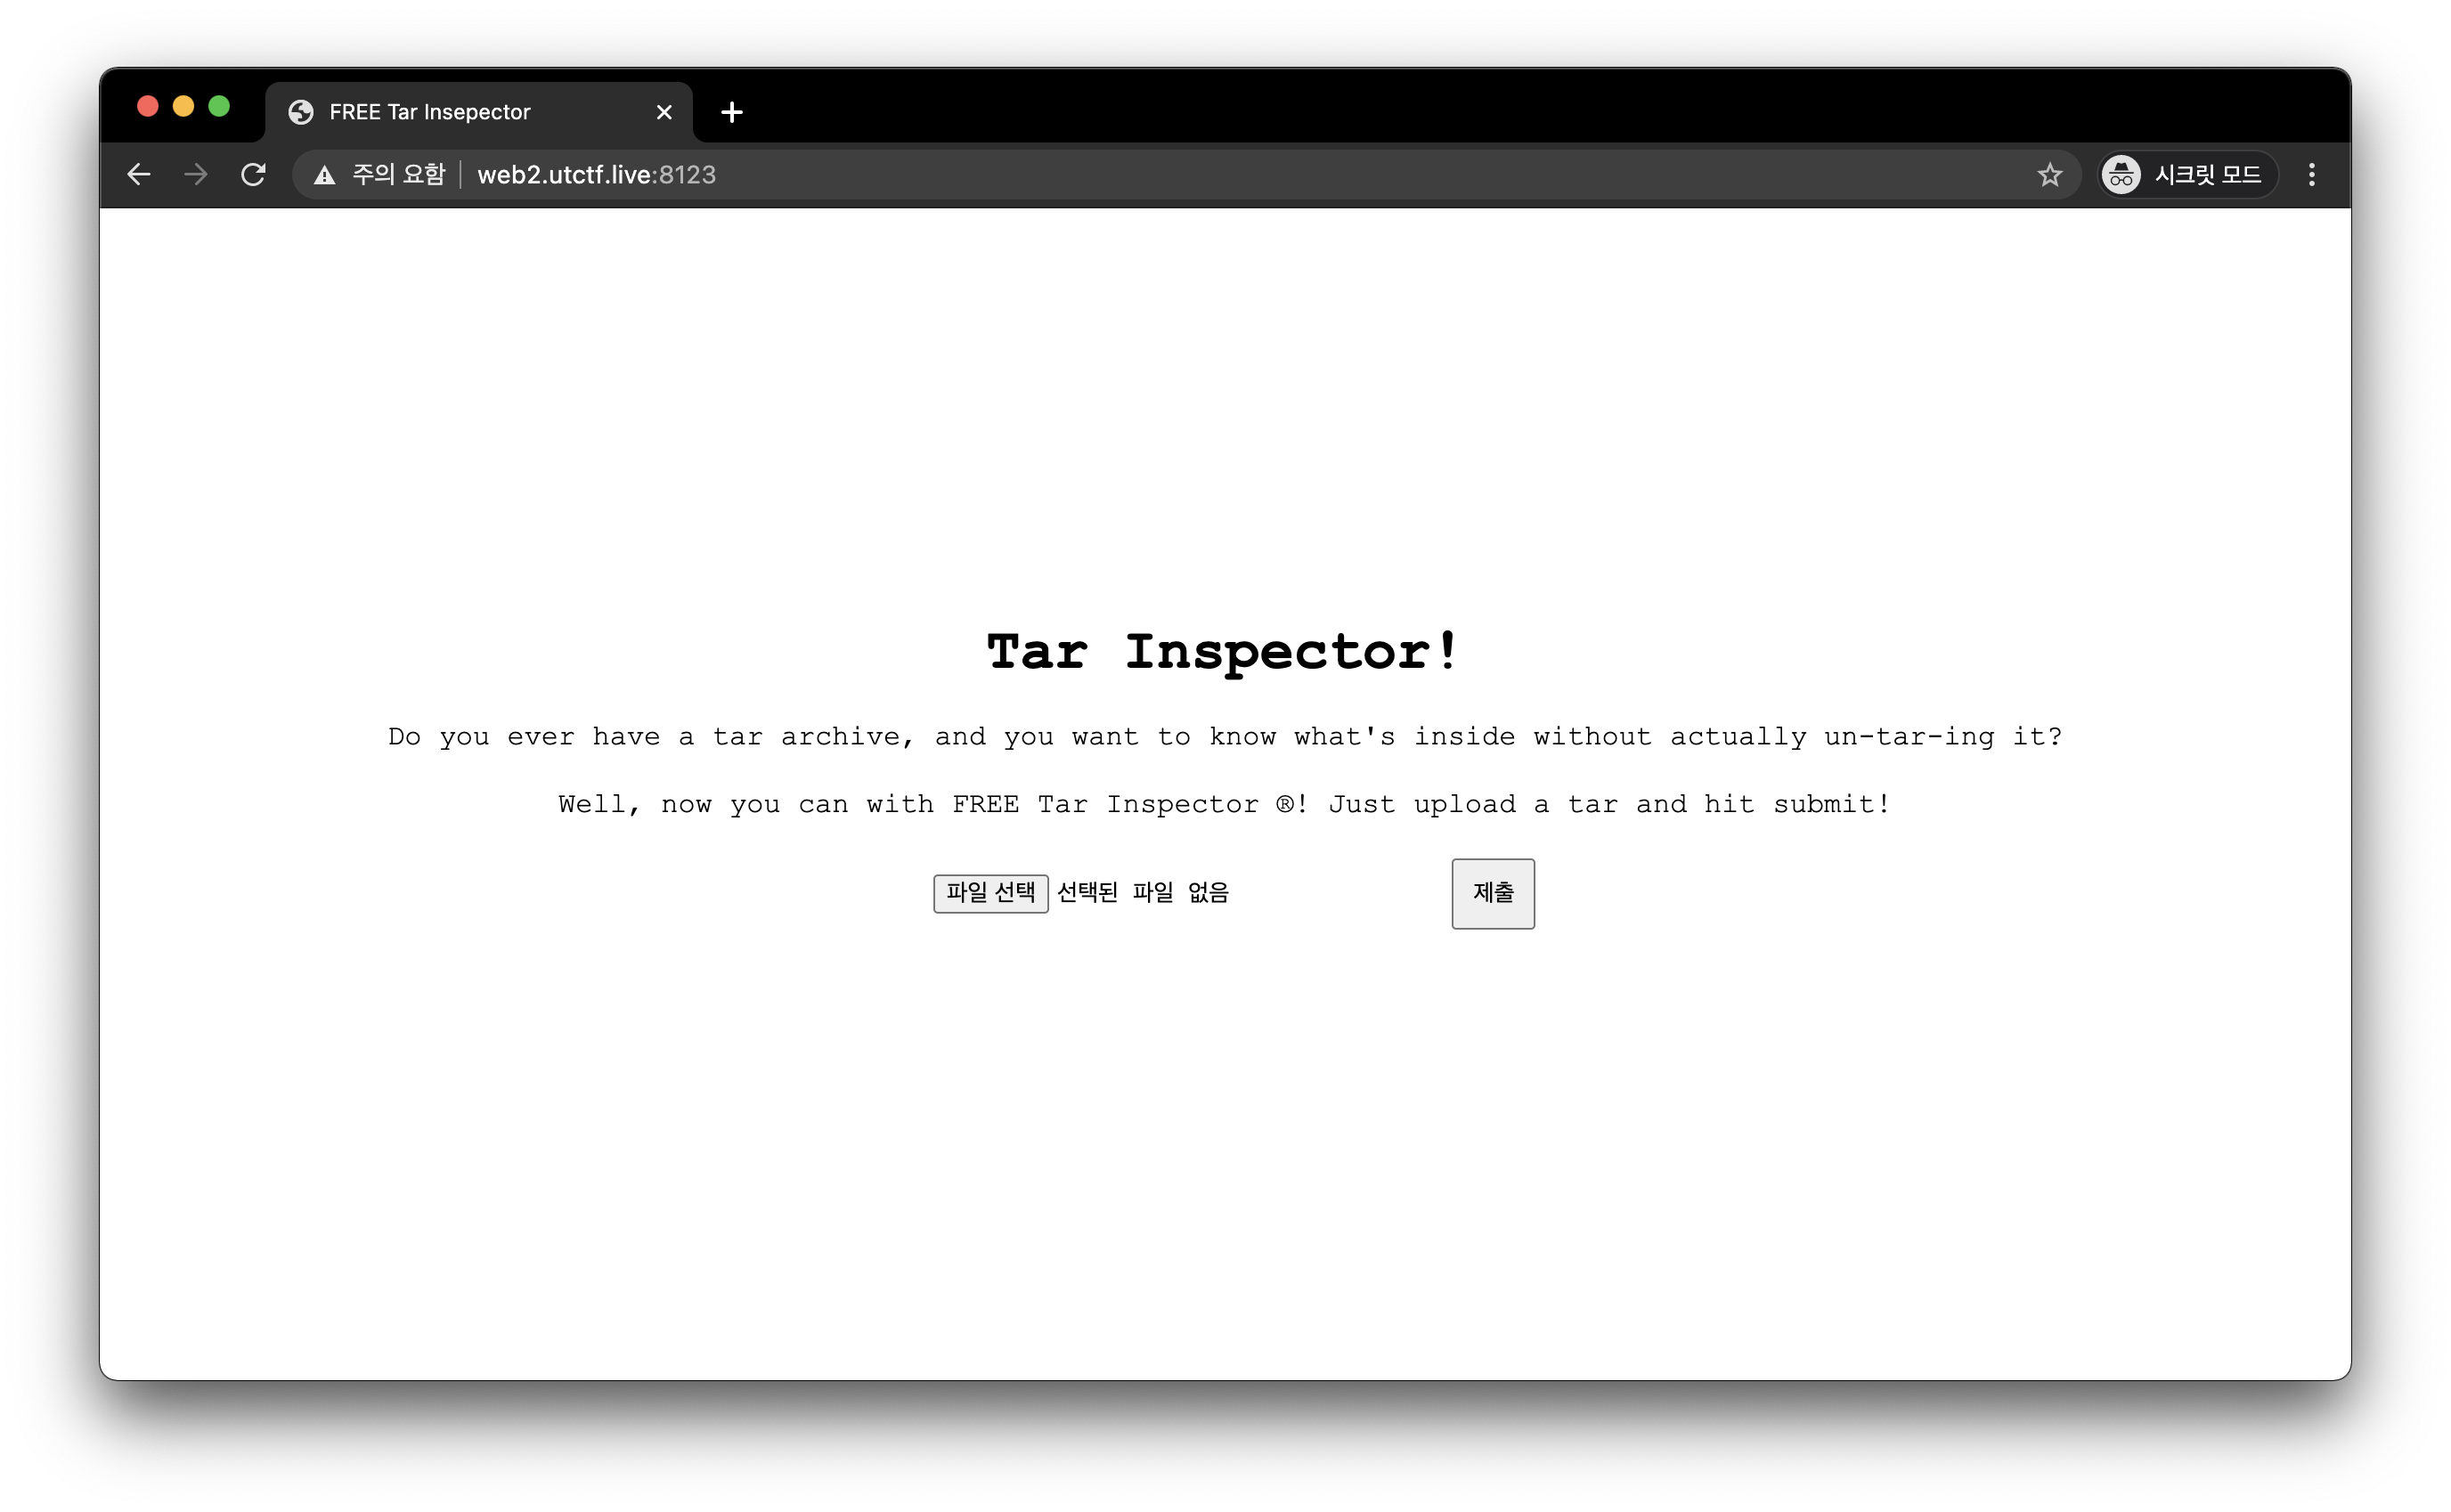 FREE Tar Insepector
주의 요함 web2.utctf.live:8123 시크릿 모드
Tar Inspector!
Do you ever have a tar archive, and you want to know what's inside without actually un-tar-ing it?
Well, now you can with FREE Tar Inspector ®! Just upload a tar and hit submit!
파일 선택 선택된 파일 없음 제출